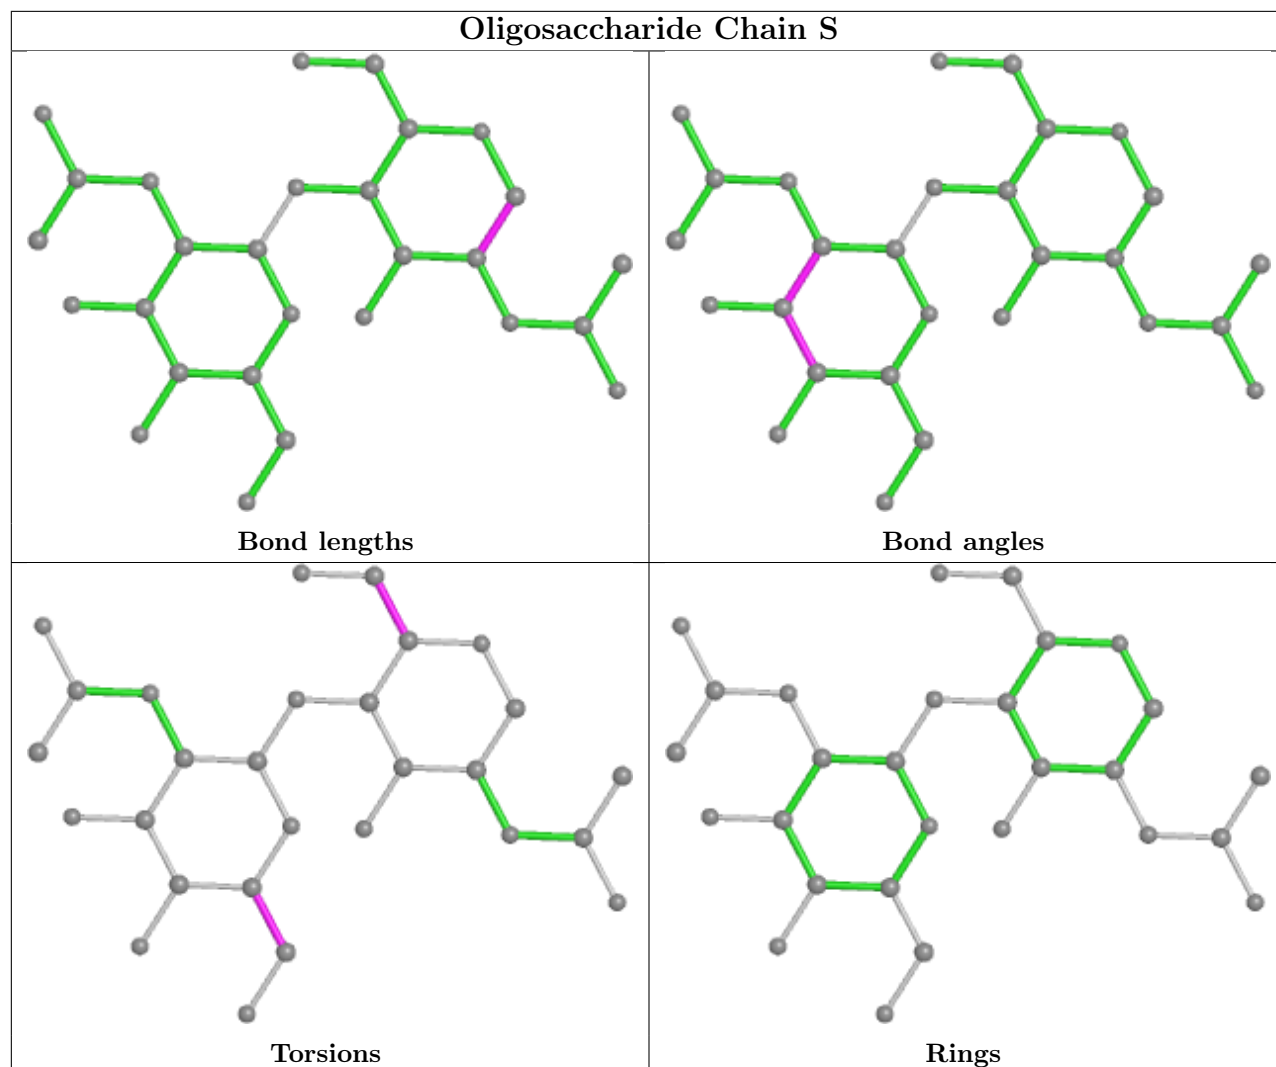 Oligosaccharide Chain S
Bond lengths
Bond angles
Torsions
Rings